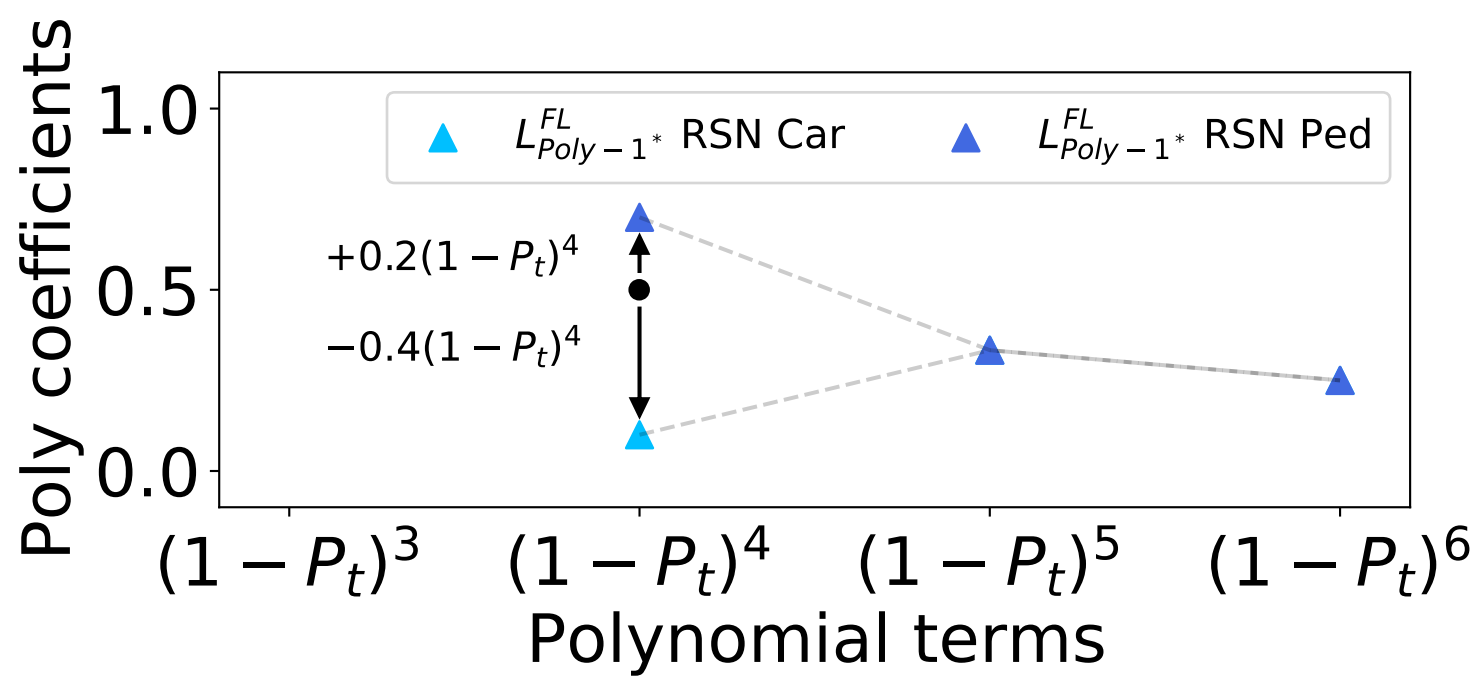 Poly coefficients
1.0
0.5
0.0
$L^{FL}_{Poly-1^*}$ RSN Car
$L^{FL}_{Poly-1^*}$ RSN Ped
$+0.2(1-P_t)^4$
$-0.4(1-P_t)^4$
$(1-P_t)^3$ $(1-P_t)^4$ $(1-P_t)^5$ $(1-P_t)^6$
Polynomial terms